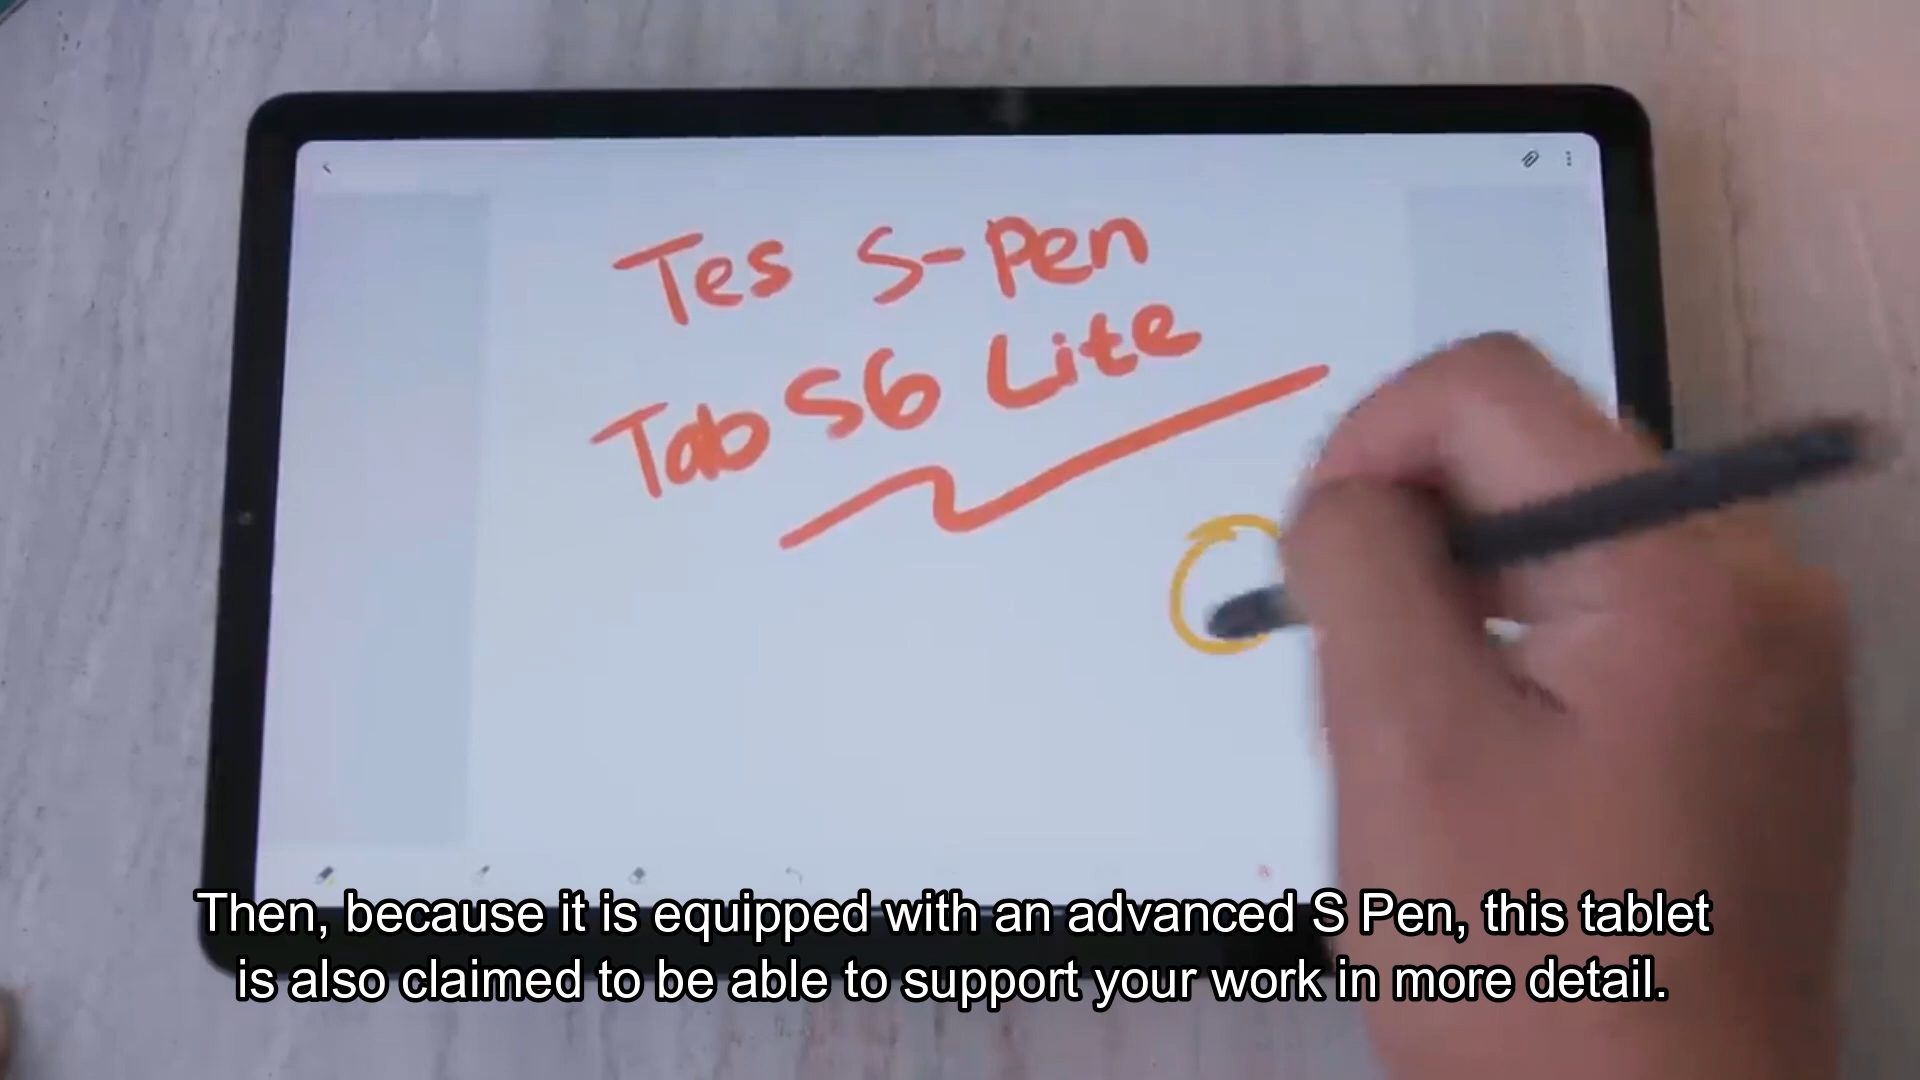 Tes S-Pen
Tab S6 Lite
Then, because it is equipped with an advanced S Pen, this tablet
is also claimed to be able to support your work in more detail.